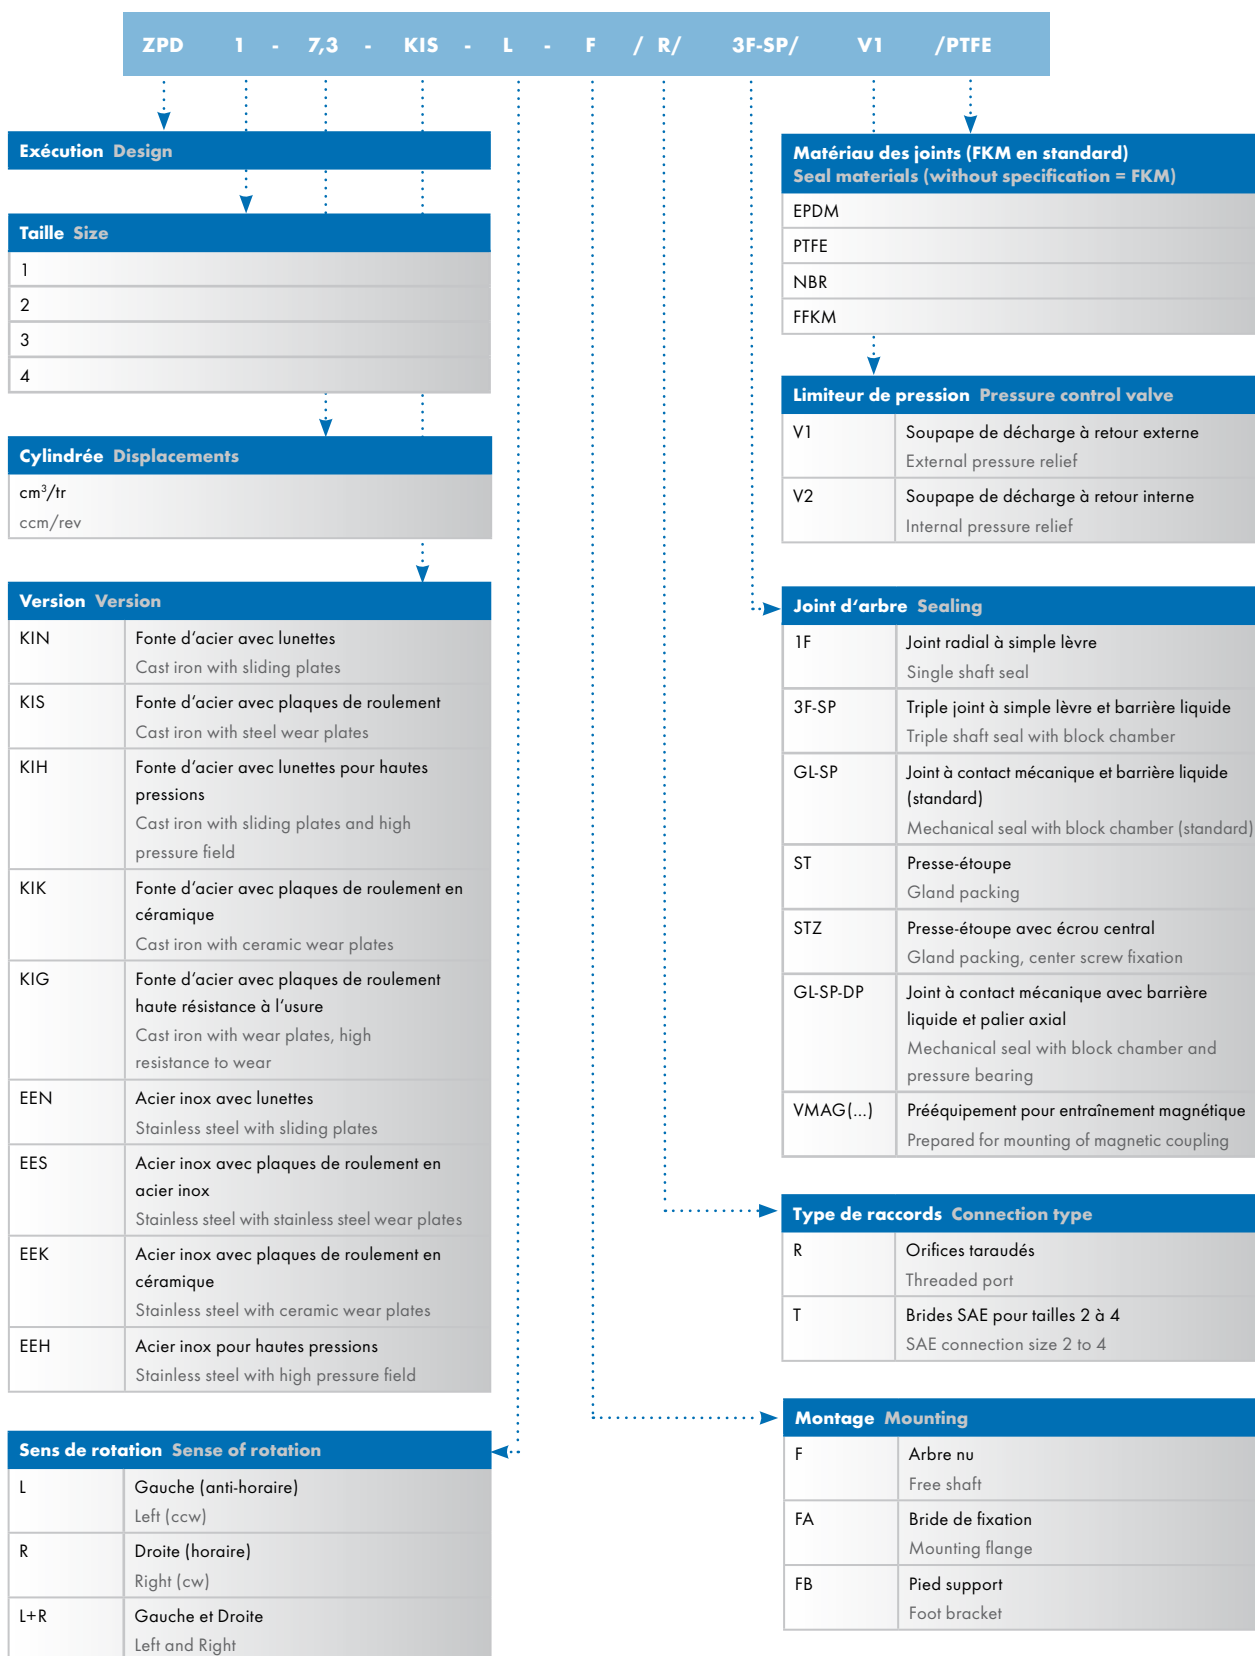 ZPD 1 - 7,3 - KIS - L - F / R/ 3F-SP/ V1 /PTFE
Exécution Design
Taille Size
1
2
3
4
Cylindrée Displacements
cm³/tr
ccm/rev
Version Version
KIN Fonte d'acier avec lunettes
Cast iron with sliding plates
KIS Fonte d'acier avec plaques de roulement
Cast iron with steel wear plates
KIH Fonte d'acier avec lunettes pour hautes
pressions
Cast iron with sliding plates and high
pressure field
KIK Fonte d'acier avec plaques de roulement en
céramique
Cast iron with ceramic wear plates
KIG Fonte d'acier avec plaques de roulement
haute résistance à l'usure
Cast iron with wear plates, high
resistance to wear
EEN Acier inox avec lunettes
Stainless steel with sliding plates
EES Acier inox avec plaques de roulement en
acier inox
Stainless steel with stainless steel wear plates
EEK Acier inox avec plaques de roulement en
céramique
Stainless steel with ceramic wear plates
EEH Acier inox pour hautes pressions
Stainless steel with high pressure field
Sens de rotation Sense of rotation
L Gauche (anti-horaire)
Left (ccw)
R Droite (horaire)
Right (cw)
L+R Gauche et Droite
Left and Right
Matériau des joints (FKM en standard)
Seal materials (without specification = FKM)
EPDM
PTFE
NBR
FFKM
Limiteur de pression Pressure control valve
V1 Soupape de décharge à retour externe
External pressure relief
V2 Soupape de décharge à retour interne
Internal pressure relief
Joint d'arbre Sealing
1F Joint radial à simple lèvre
Single shaft seal
3F-SP Triple joint à simple lèvre et barrière liquide
Triple shaft seal with block chamber
GL-SP Joint à contact mécanique et barrière liquide
(standard)
Mechanical seal with block chamber (standard)
ST Presse-étoupe
Gland packing
STZ Presse-étoupe avec écrou central
Gland packing, center screw fixation
GL-SP-DP Joint à contact mécanique avec barrière
liquide et palier axial
Mechanical seal with block chamber and
pressure bearing
VMAG(...) Prééquipement pour entraînement magnétique
Prepared for mounting of magnetic coupling
Type de raccords Connection type
R Orifices taraudés
Threaded port
T Brides SAE pour tailles 2 à 4
SAE connection size 2 to 4
Montage Mounting
F Arbre nu
Free shaft
FA Bride de fixation
Mounting flange
FB Pied support
Foot bracket